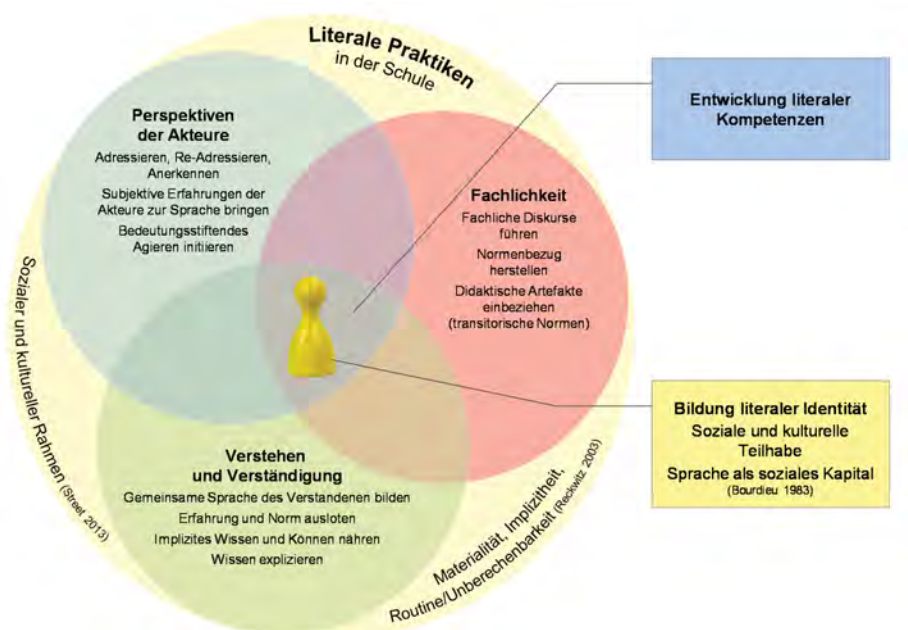 Literale Praktiken
in der Schule
Perspektiven
der Akteure
Adressieren, Re-Adressieren,
Anerkennen
Subjektive Erfahrungen der
Akteure zur Sprache bringen
Bedeutungsstiftendes
Agieren initiieren
Fachlichkeit
Fachliche Diskurse
führen
Normenbezug
herstellen
Didaktische Artefakte
einbeziehen
(transitorische Normen)
Verstehen
und Verständigung
Gemeinsame Sprache des Verstandenen bilden
Erfahrung und Norm ausloten
Implizites Wissen und Können nähren
Wissen explizieren
Sozialer und kultureller Rahmen (Street, 2013)
Materialität, Implizitheit,
Routine/Unberechenbarkeit (Reckwitz 2003)
Entwicklung literaler
Kompetenzen
Bildung literaler Identität
Soziale und kulturelle
Teilhabe
Sprache als soziales Kapital
(Bourdieu 1983)